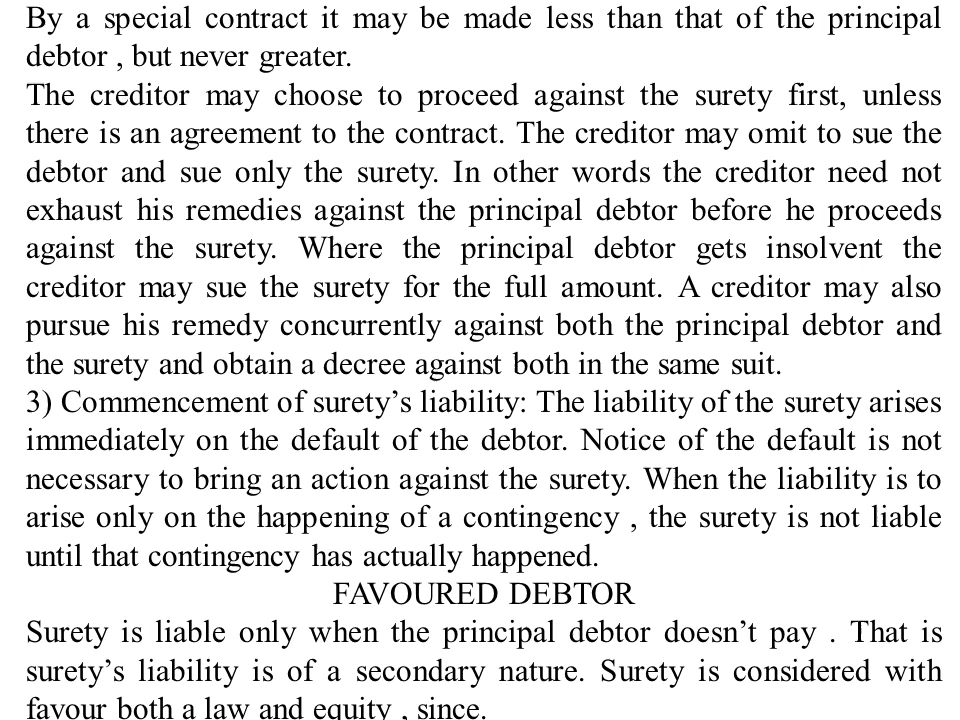 By a special contract it may be made less than that of the principal
debtor , but never greater.
The creditor may choose to proceed against the surety first, unless
there is an agreement to the contract. The creditor may omit to sue the
debtor and sue only the surety. In other words the creditor need not
exhaust his remedies against the principal debtor before he proceeds
against the surety. Where the principal debtor gets insolvent the
creditor may sue the surety for the full amount. A creditor may also
pursue his remedy concurrently against both the principal debtor and
the surety and obtain a decree against both in the same suit.
3) Commencement of surety’s liability: The liability of the surety arises
immediately on the default of the debtor. Notice of the default is not
necessary to bring an action against the surety. When the liability is to
arise only on the happening of a contingency , the surety is not liable
until that contingency has actually happened.
FAVOURED DEBTOR
Surety is liable only when the principal debtor doesn’t pay . That is
surety’s liability is of a secondary nature. Surety is considered with
favour both a law and equity , since.